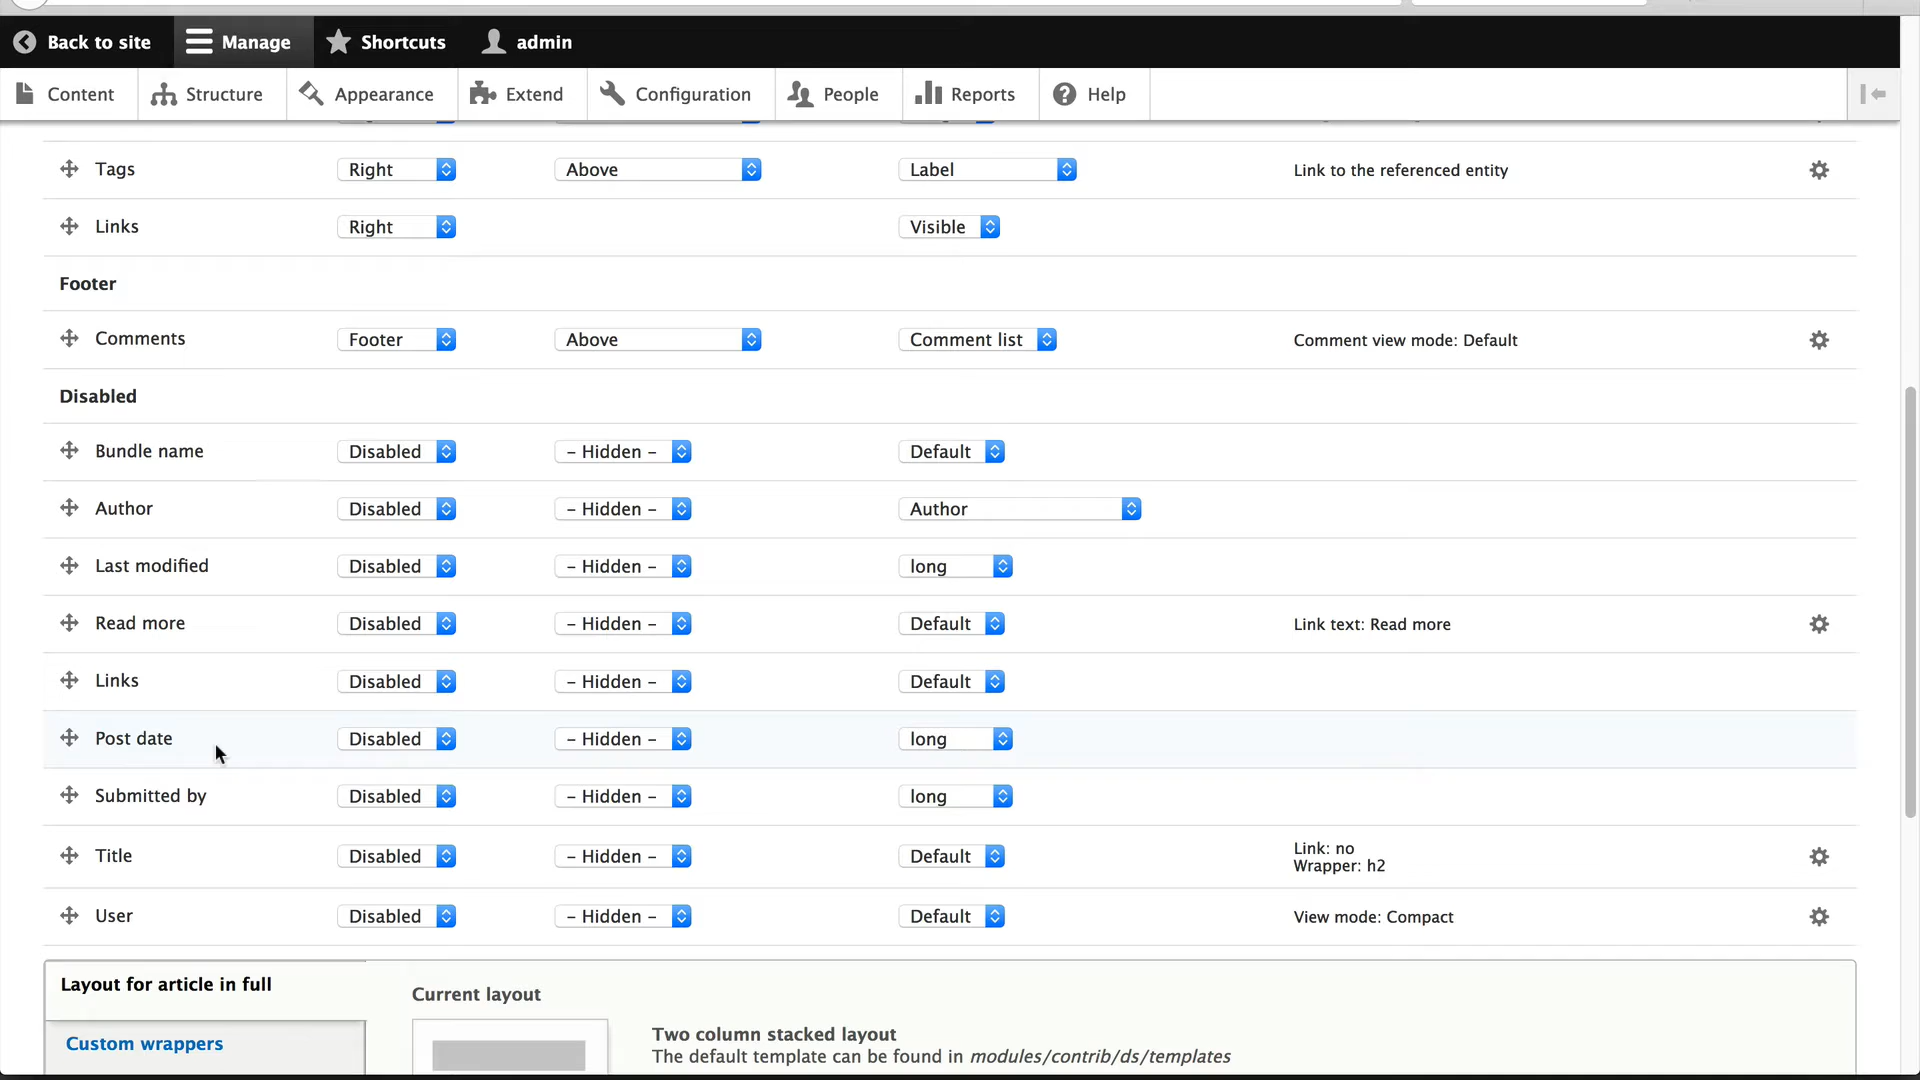 Back to site Manage Shortcuts admin
Content Structure Appearance Extend Configuration People Reports Help
Tags Right Above Label Link to the referenced entity
Links Right Visible
Footer
Comments Footer Above Comment list Comment view mode: Default
Disabled
Bundle name Disabled - Hidden - Default
Author Disabled - Hidden - Author
Last modified Disabled - Hidden - long
Read more Disabled - Hidden - Default Link text: Read more
Links Disabled - Hidden - Default
Post date Disabled - Hidden - long
Submitted by Disabled - Hidden - long
Title Disabled - Hidden - Default Link: no
Wrapper: h2
User Disabled - Hidden - Default View mode: Compact
Layout for article in full
Current layout
Custom wrappers
Two column stacked layout
The default template can be found in modules/contrib/ds/templates